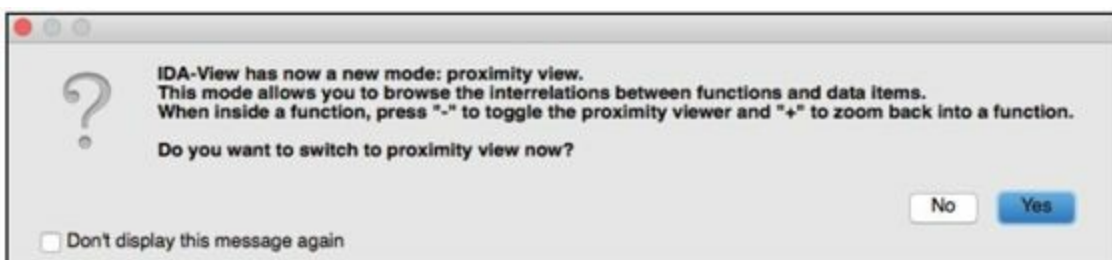 IDA-View has now a new mode: proximity view.
This mode allows you to browse the interrelations between functions and data items.
When inside a function, press "-" to toggle the proximity viewer and "+" to zoom back into a function.
Do you want to switch to proximity view now?
No Yes
Don't display this message again